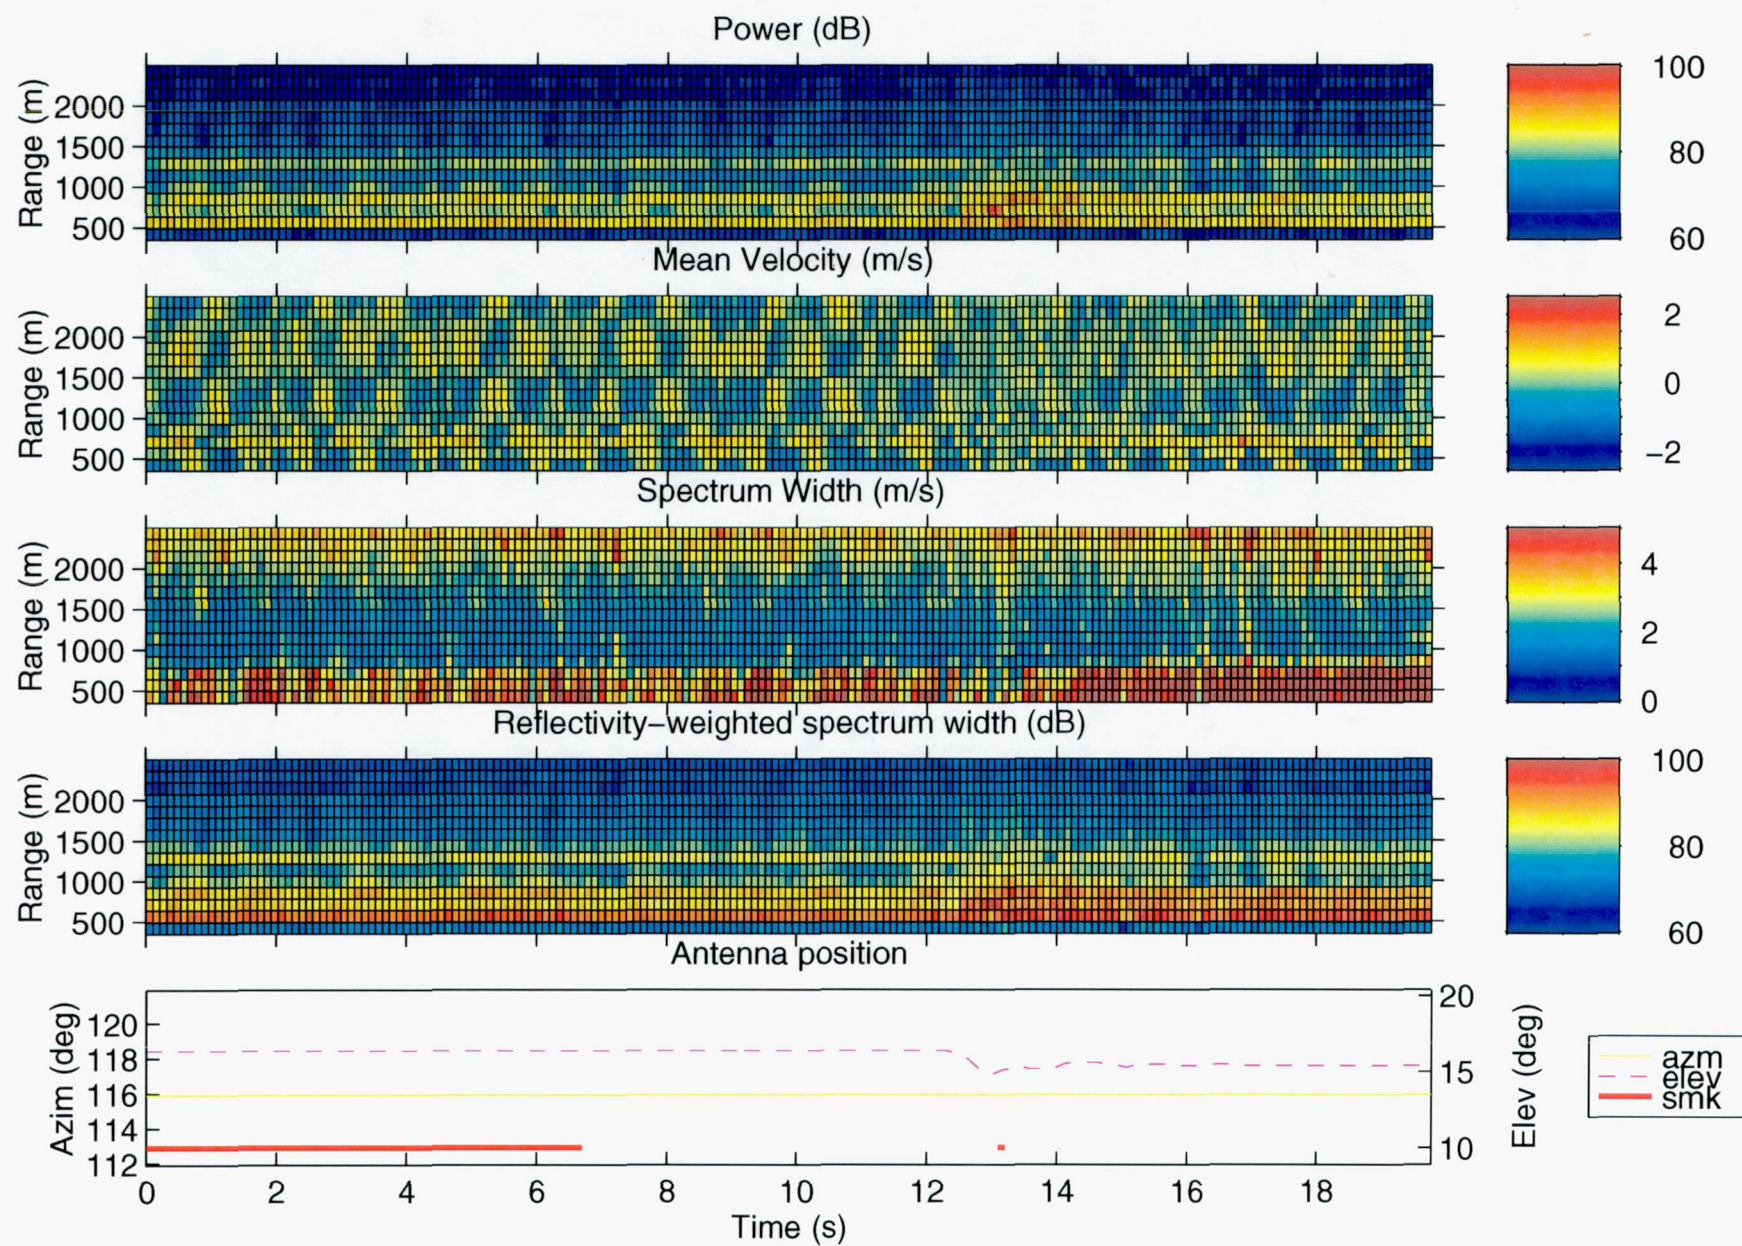 Power (dB)
Range (m)
2000
1500
1000
500
100
80
60
Mean Velocity (m/s)
Range (m)
2000
1500
1000
500
2
0
−2
Spectrum Width (m/s)
Range (m)
2000
1500
1000
500
4
2
0
Reflectivity−weighted spectrum width (dB)
Range (m)
2000
1500
1000
500
100
80
60
Antenna position
Azim (deg)
120
118
116
114
112
20
15
10
Elev (deg)
azm
elev
smk
0 2 4 6 8 10 12 14 16 18
Time (s)